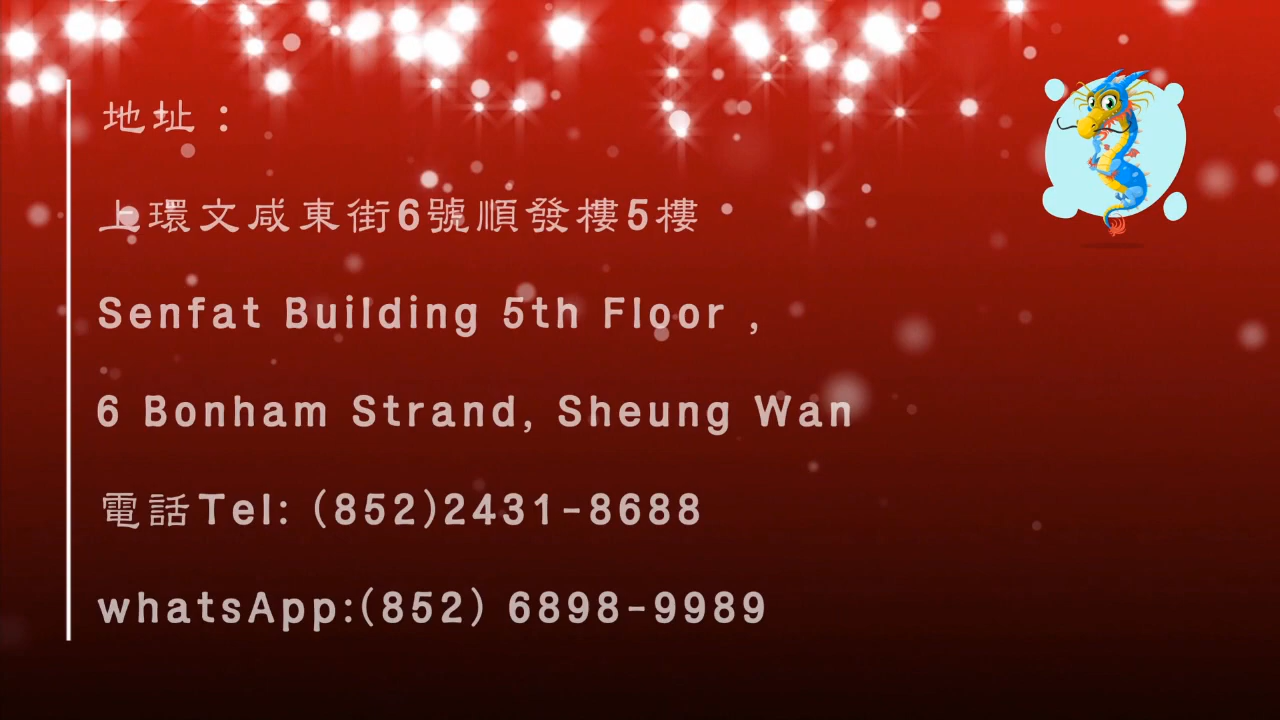 地址：
上環文咸東街6號順發樓5樓
Senfat Building 5th Floor ,
6 Bonham Strand, Sheung Wan
電話Tel: (852)2431-8688
whatsApp:(852) 6898-9989